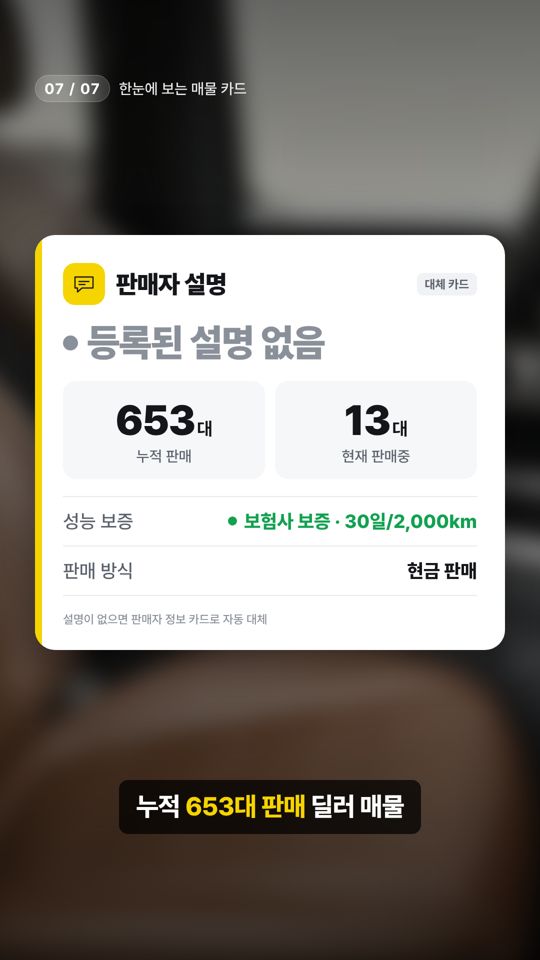 07 / 07 한눈에 보는 매물 카드
판매자 설명 대체 카드
• 등록된 설명 없음
653대 13대
누적 판매 현재 판매중
성능 보증 • 보험사 보증 · 30일/2,000km
판매 방식 현금 판매
설명이 없으면 판매자 정보 카드로 자동 대체
누적 653대 판매 딜러 매물